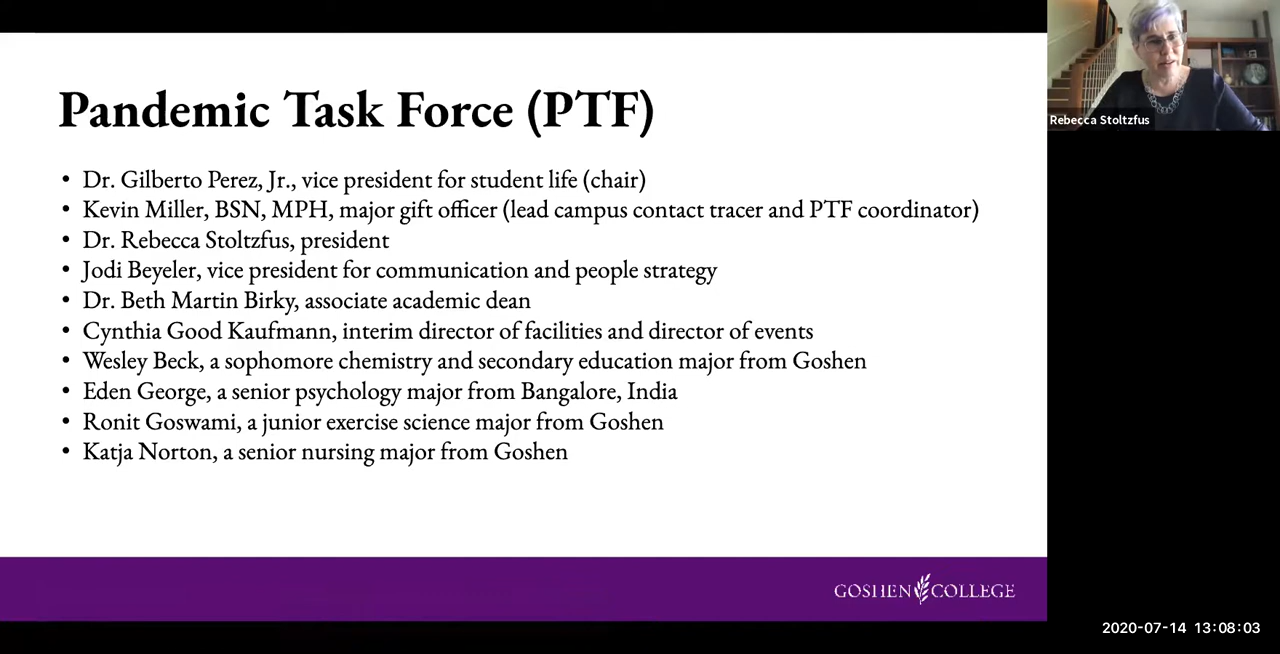 Pandemic Task Force (PTF)
• Dr. Gilberto Perez, Jr., vice president for student life (chair)
• Kevin Miller, BSN, MPH, major gift officer (lead campus contact tracer and PTF coordinator)
• Dr. Rebecca Stoltzfus, president
• Jodi Beyeler, vice president for communication and people strategy
• Dr. Beth Martin Birky, associate academic dean
• Cynthia Good Kaufmann, interim director of facilities and director of events
• Wesley Beck, a sophomore chemistry and secondary education major from Goshen
• Eden George, a senior psychology major from Bangalore, India
• Ronit Goswami, a junior exercise science major from Goshen
• Katja Norton, a senior nursing major from Goshen
GOSHEN COLLEGE
Rebecca Stoltzfus
2020-07-14 13:08:03